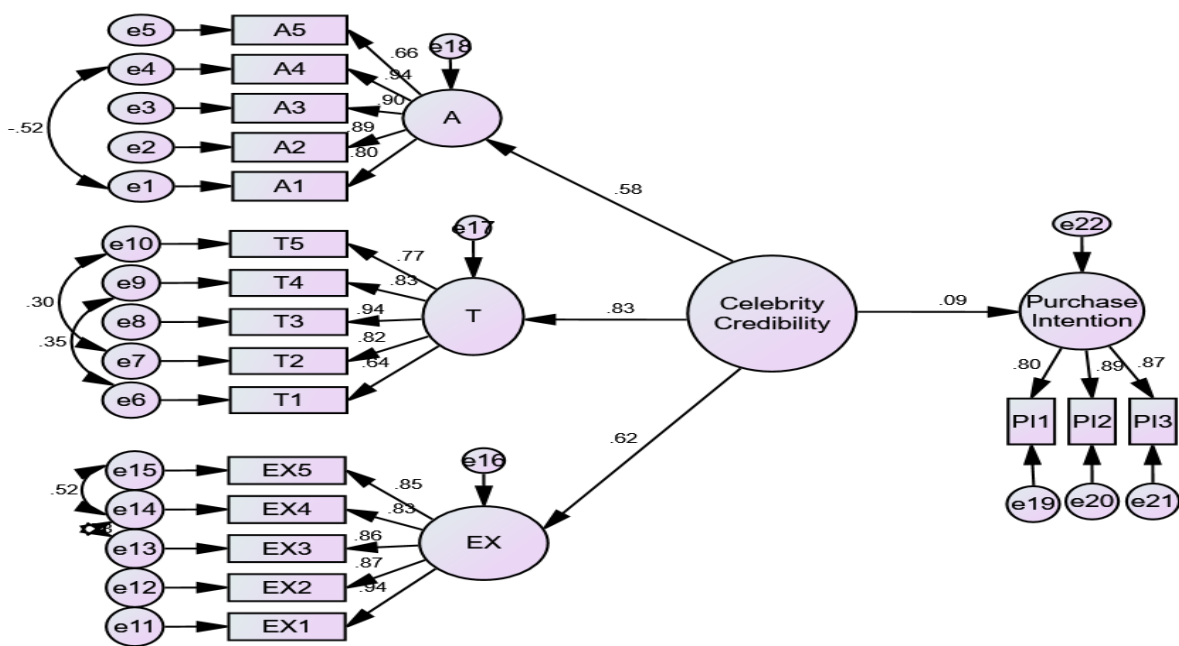 e5
A5
.66
e18
e4
A4
.94
e3
A3
.90
A
-.52
.89
e2
A2
.80
e1
A1
.58
e10
T5
e17
.77
e22
e9
T4
.83
.30
e8
T3
.94
T
.83
Celebrity
Credibility
.09
Purchase
Intention
.35
.82
e7
T2
.64
e6
T1
.80
.89
.87
PI1
PI2
PI3
.62
e15
EX5
e16
.52
.85
e14
EX4
.83
e19
e20
e21
e13
EX3
.86
EX
.87
e12
EX2
.94
e11
EX1